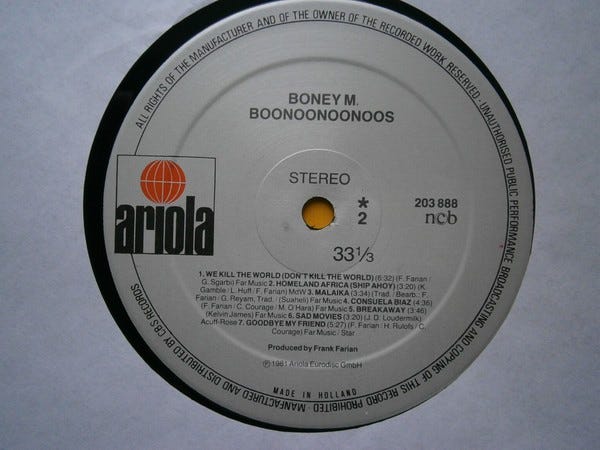 ALL RIGHTS OF THE MANUFACTURER AND OF THE OWNER OF THE RECORDED WORK RESERVED · UNAUTHORISED PUBLIC PERFORMANCE BROADCASTING AND COPYING OF THIS RECORD PROHIBITED · MANFACTURED AND DISTRIBUTED BY CBS RECORDS
BONEY M.
BOONOONOONOOS
STEREO
*
2
203 888
ncb
ariola
33⅓
1. WE KILL THE WORLD (DON'T KILL THE WORLD) (6:32) (F. Farian /
G. Sgarbi) Far Music 2. HOMELAND AFRICA (SHIP AHOY) (3:20) (K.
Gamble / L. Huff / F. Farian) MdW 3. MALAIKA (3:34) (Trad. / Bearb.: F.
Farian / G. Reyam, Trad. / (Suaheli) Far Music 4. CONSUELA BIAZ (4:36)
(F. Farian / C. Courage / M. O'Hara) Far Music 5. BREAKAWAY (3:46)
(Kelvin James) Far Music 6. SAD MOVIES (3:20) (J. D. Loudermilk)
Acuff-Rose 7. GOODBYE MY FRIEND (5:27) (F. Farian / H. Rulofs / C.
Courage) Far Music / Star
Produced by Frank Farian
℗ 1981 Ariola Eurodisc GmbH
MADE IN HOLLAND